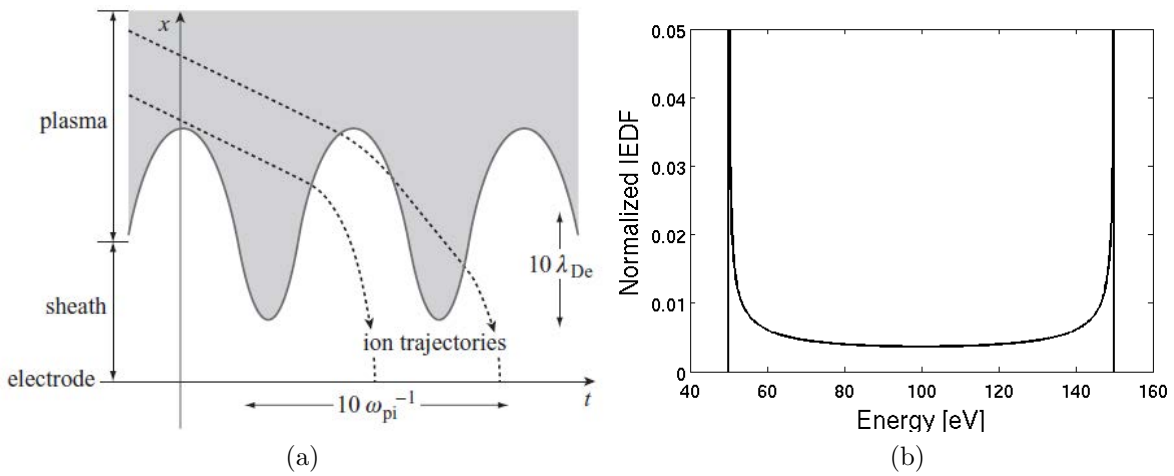 x
plasma
sheath
electrode
10 λDe
ion trajectories
10 ωpi−1
t
(a)
Normalized IEDF
0.05
0.04
0.03
0.02
0.01
0
40
60
80
100
120
140
160
Energy [eV]
(b)